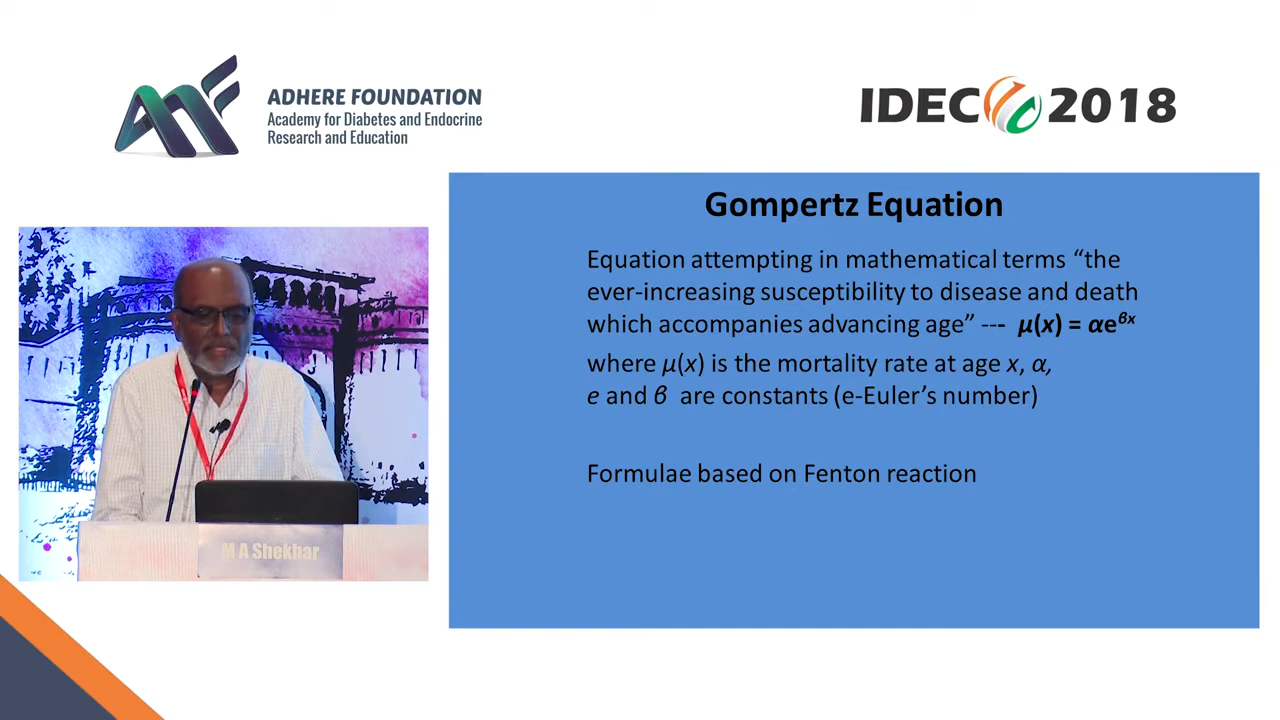 ADHERE FOUNDATION
Academy for Diabetes and Endocrine
Research and Education
IDEC 2018
Gompertz Equation
Equation attempting in mathematical terms “the
ever-increasing susceptibility to disease and death
which accompanies advancing age” --- μ(x) = αe^βx
where μ(x) is the mortality rate at age x, α,
e and β are constants (e-Euler’s number)
Formulae based on Fenton reaction
M A Shekhar